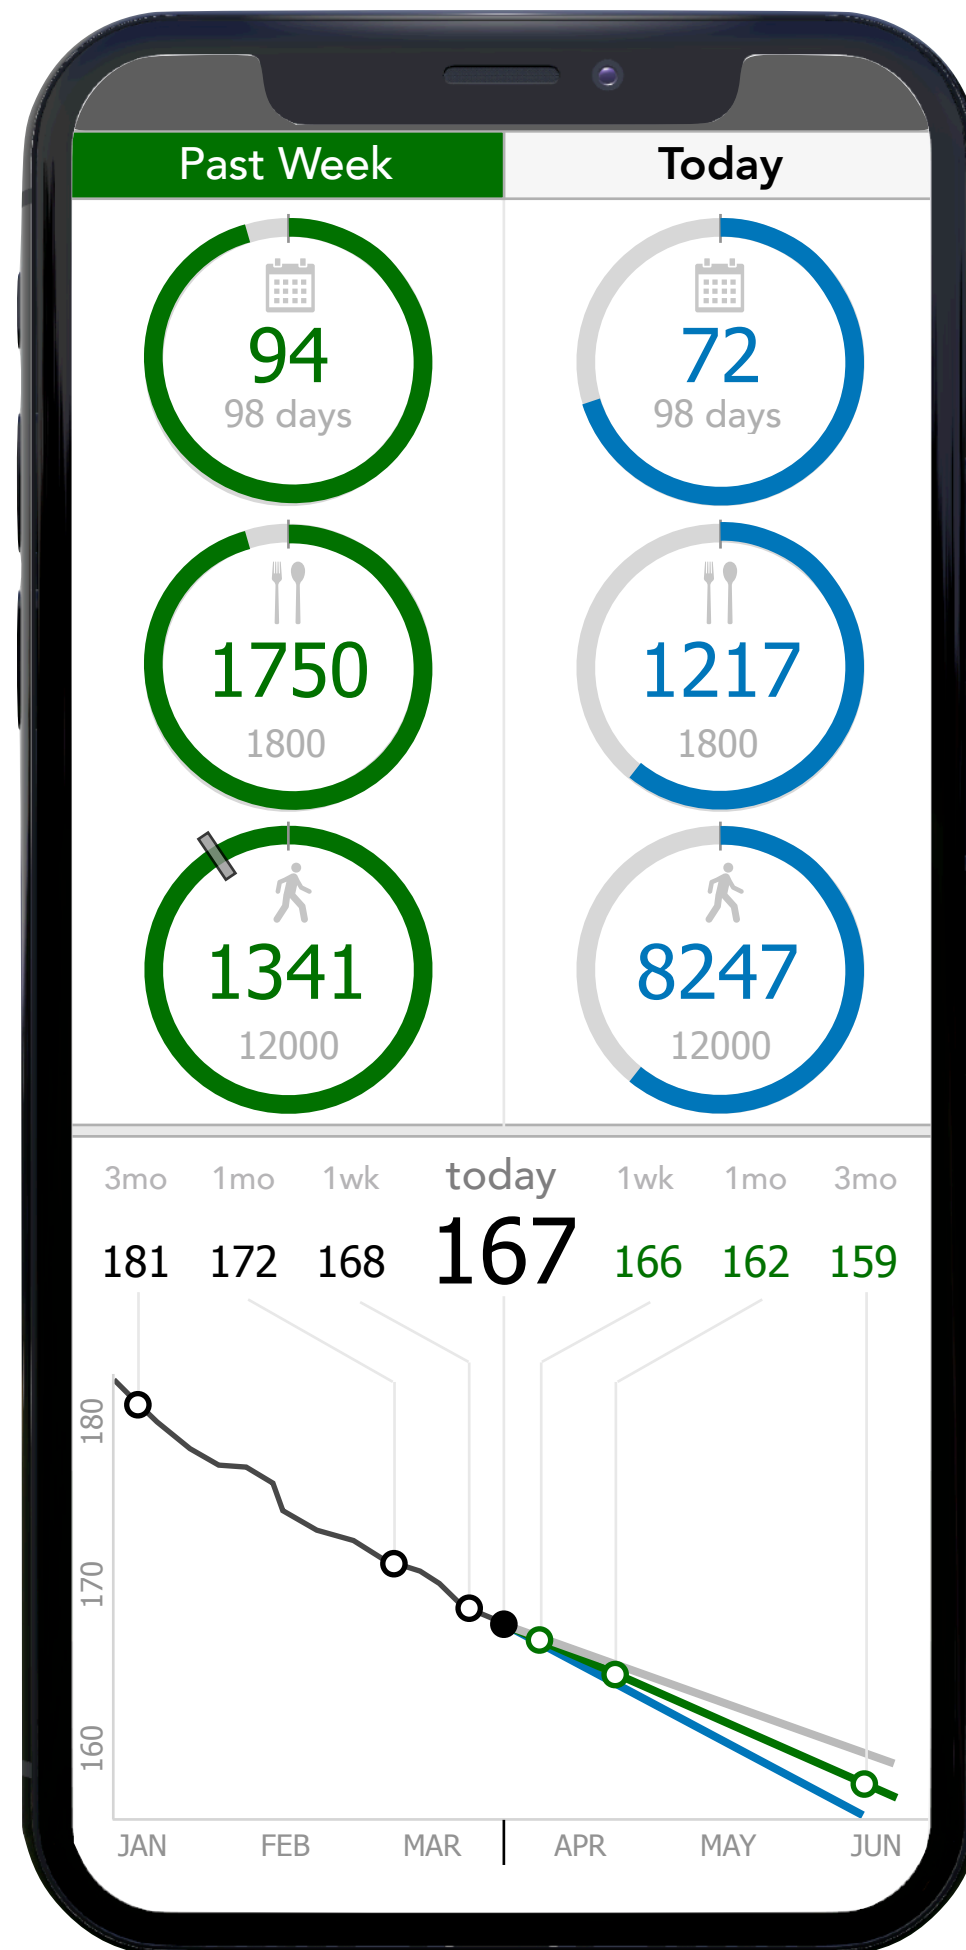 Past Week Today
94 72
98 days 98 days
1750 1217
1800 1800
1341 8247
12000 12000
3mo 1mo 1wk today 1wk 1mo 3mo
181 172 168 167 166 162 159
180
170
160
JAN FEB MAR APR MAY JUN